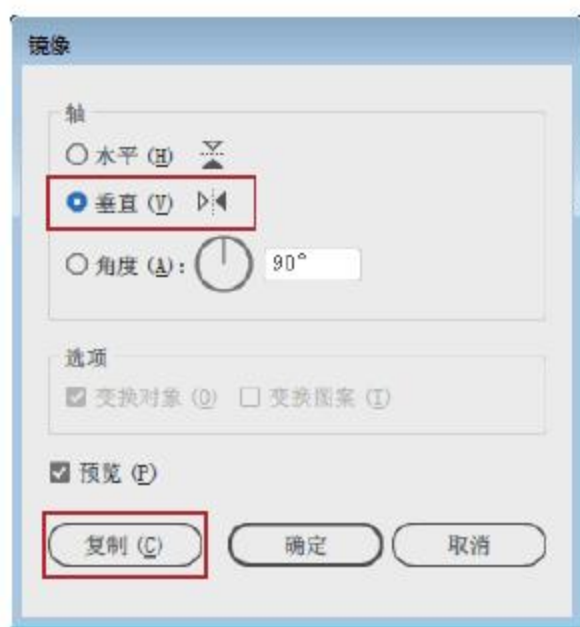 镜像
轴
水平 (H)
垂直 (V)
角度 (A): 90°
选项
变换对象 (O) 变换图案 (T)
预览 (P)
复制 (C) 确定 取消